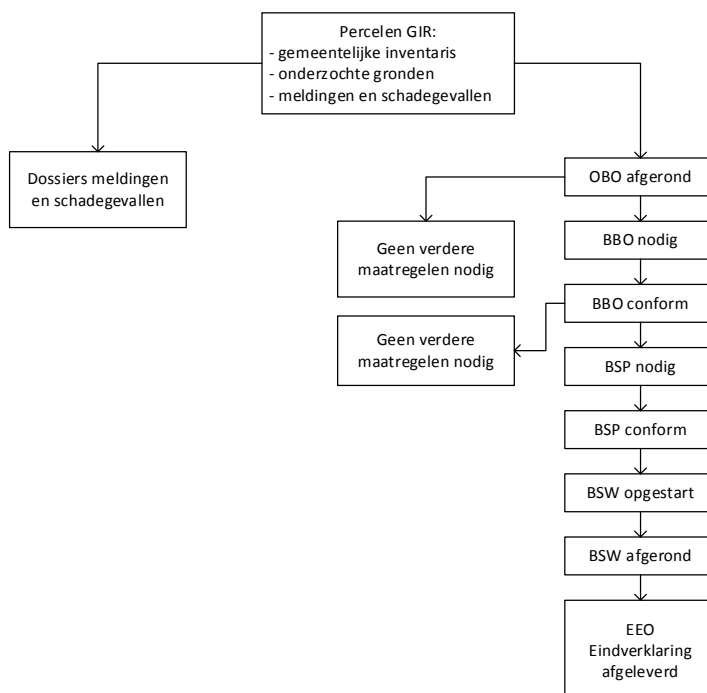 Percelen GIR:
- gemeentelijke inventaris
- onderzochte gronden
- meldingen en schadegevallen
Dossiers meldingen
en schadegevallen
OBO afgerond
Geen verdere
maatregelen nodig
BBO nodig
BBO conform
Geen verdere
maatregelen nodig
BSP nodig
BSP conform
BSW opgestart
BSW afgerond
EEO
Eindverklaring
afgeleverd